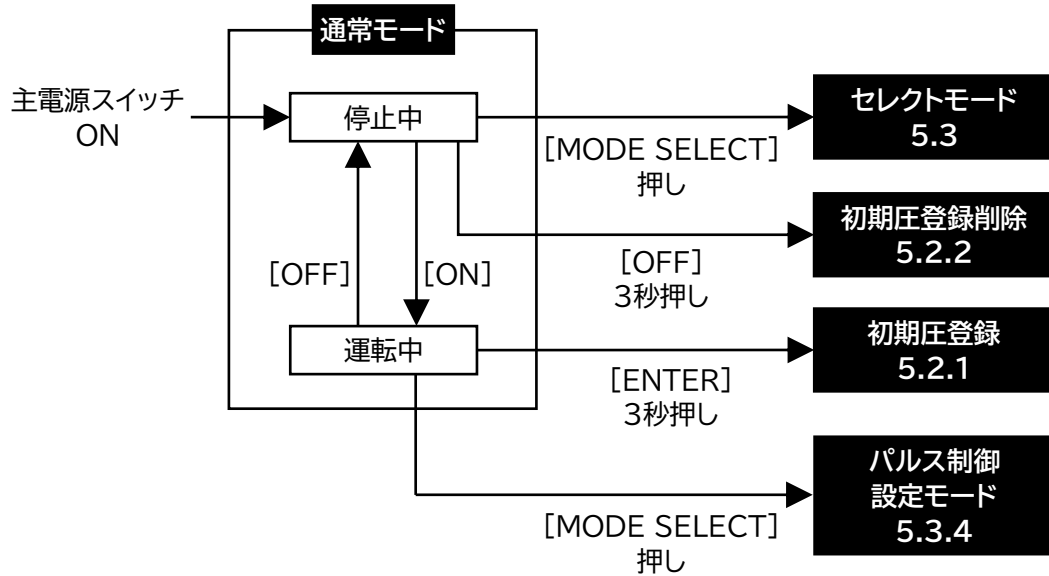 通常モード
主電源スイッチ
ON
停止中
[MODE SELECT]
押し
セレクトモード
5.3
[OFF]
3秒押し
初期圧登録削除
5.2.2
[OFF]
[ON]
運転中
[ENTER]
3秒押し
初期圧登録
5.2.1
[MODE SELECT]
押し
パルス制御
設定モード
5.3.4